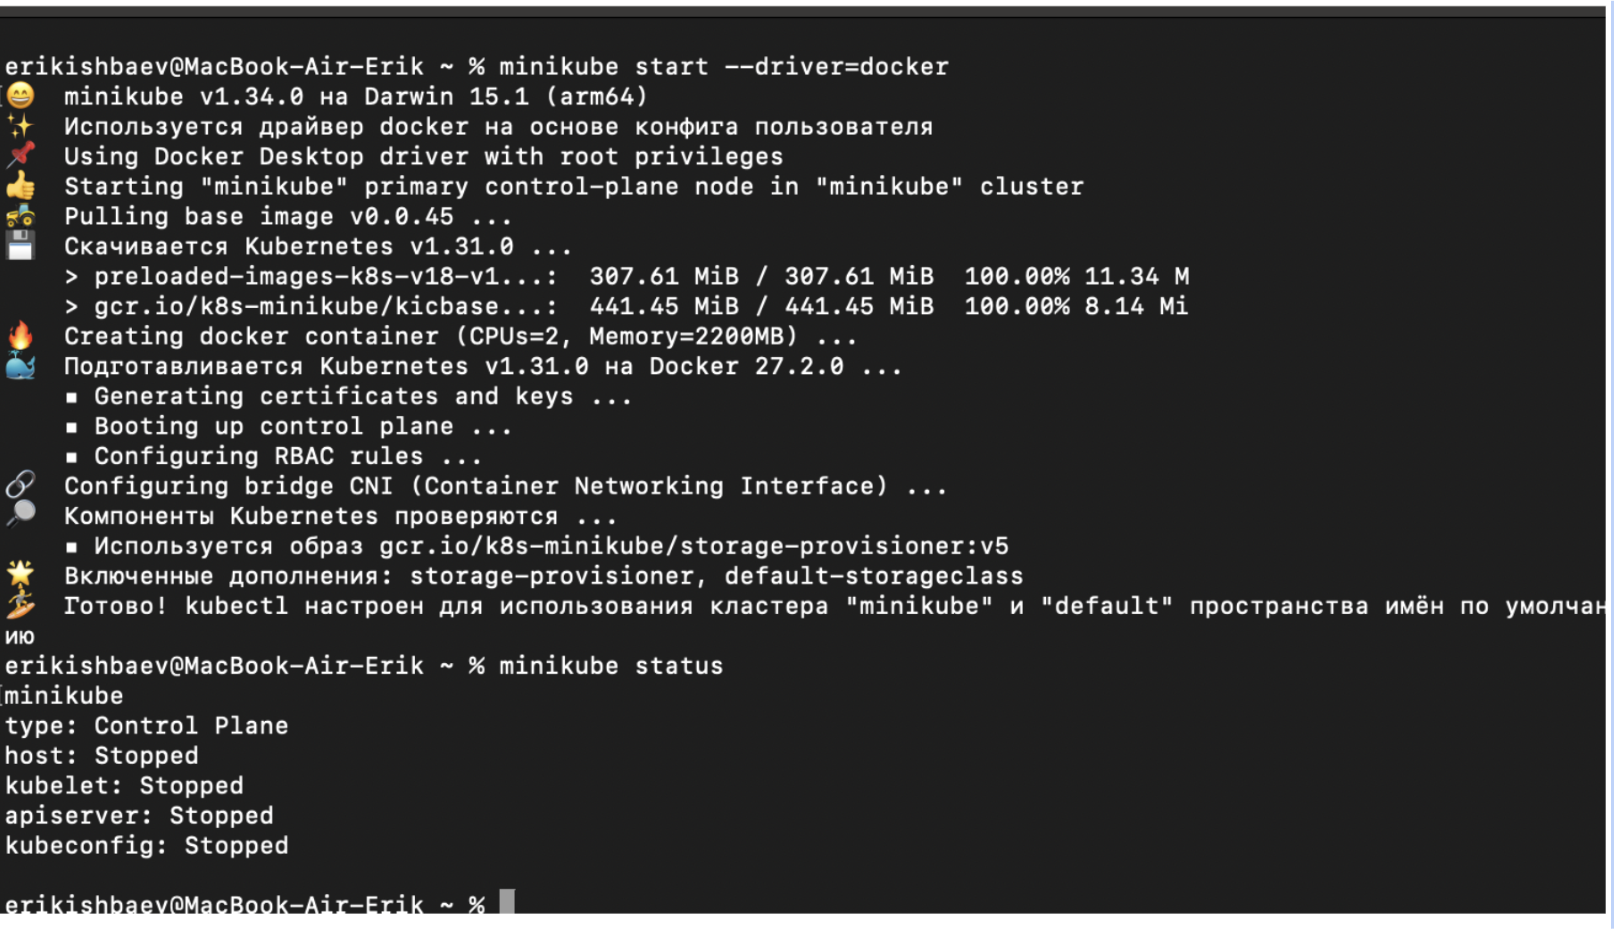 erikishbaev@MacBook-Air-Erik ~ % minikube start --driver=docker
😄 minikube v1.34.0 на Darwin 15.1 (arm64)
✨ Используется драйвер docker на основе конфига пользователя
📌 Using Docker Desktop driver with root privileges
👍 Starting "minikube" primary control-plane node in "minikube" cluster
🚜 Pulling base image v0.0.45 ...
💾 Скачивается Kubernetes v1.31.0 ...
> preloaded-images-k8s-v18-v1...: 307.61 MiB / 307.61 MiB 100.00% 11.34 M
> gcr.io/k8s-minikube/kicbase...: 441.45 MiB / 441.45 MiB 100.00% 8.14 Mi
🔥 Creating docker container (CPUs=2, Memory=2200MB) ...
🐳 Подготавливается Kubernetes v1.31.0 на Docker 27.2.0 ...
▪ Generating certificates and keys ...
▪ Booting up control plane ...
▪ Configuring RBAC rules ...
🔗 Configuring bridge CNI (Container Networking Interface) ...
🔎 Компоненты Kubernetes проверяются ...
▪ Используется образ gcr.io/k8s-minikube/storage-provisioner:v5
🌟 Включенные дополнения: storage-provisioner, default-storageclass
🏄 Готово! kubectl настроен для использования кластера "minikube" и "default" пространства имён по умолчан
ию
erikishbaev@MacBook-Air-Erik ~ % minikube status
minikube
type: Control Plane
host: Stopped
kubelet: Stopped
apiserver: Stopped
kubeconfig: Stopped
erikishbaev@MacBook-Air-Erik ~ %